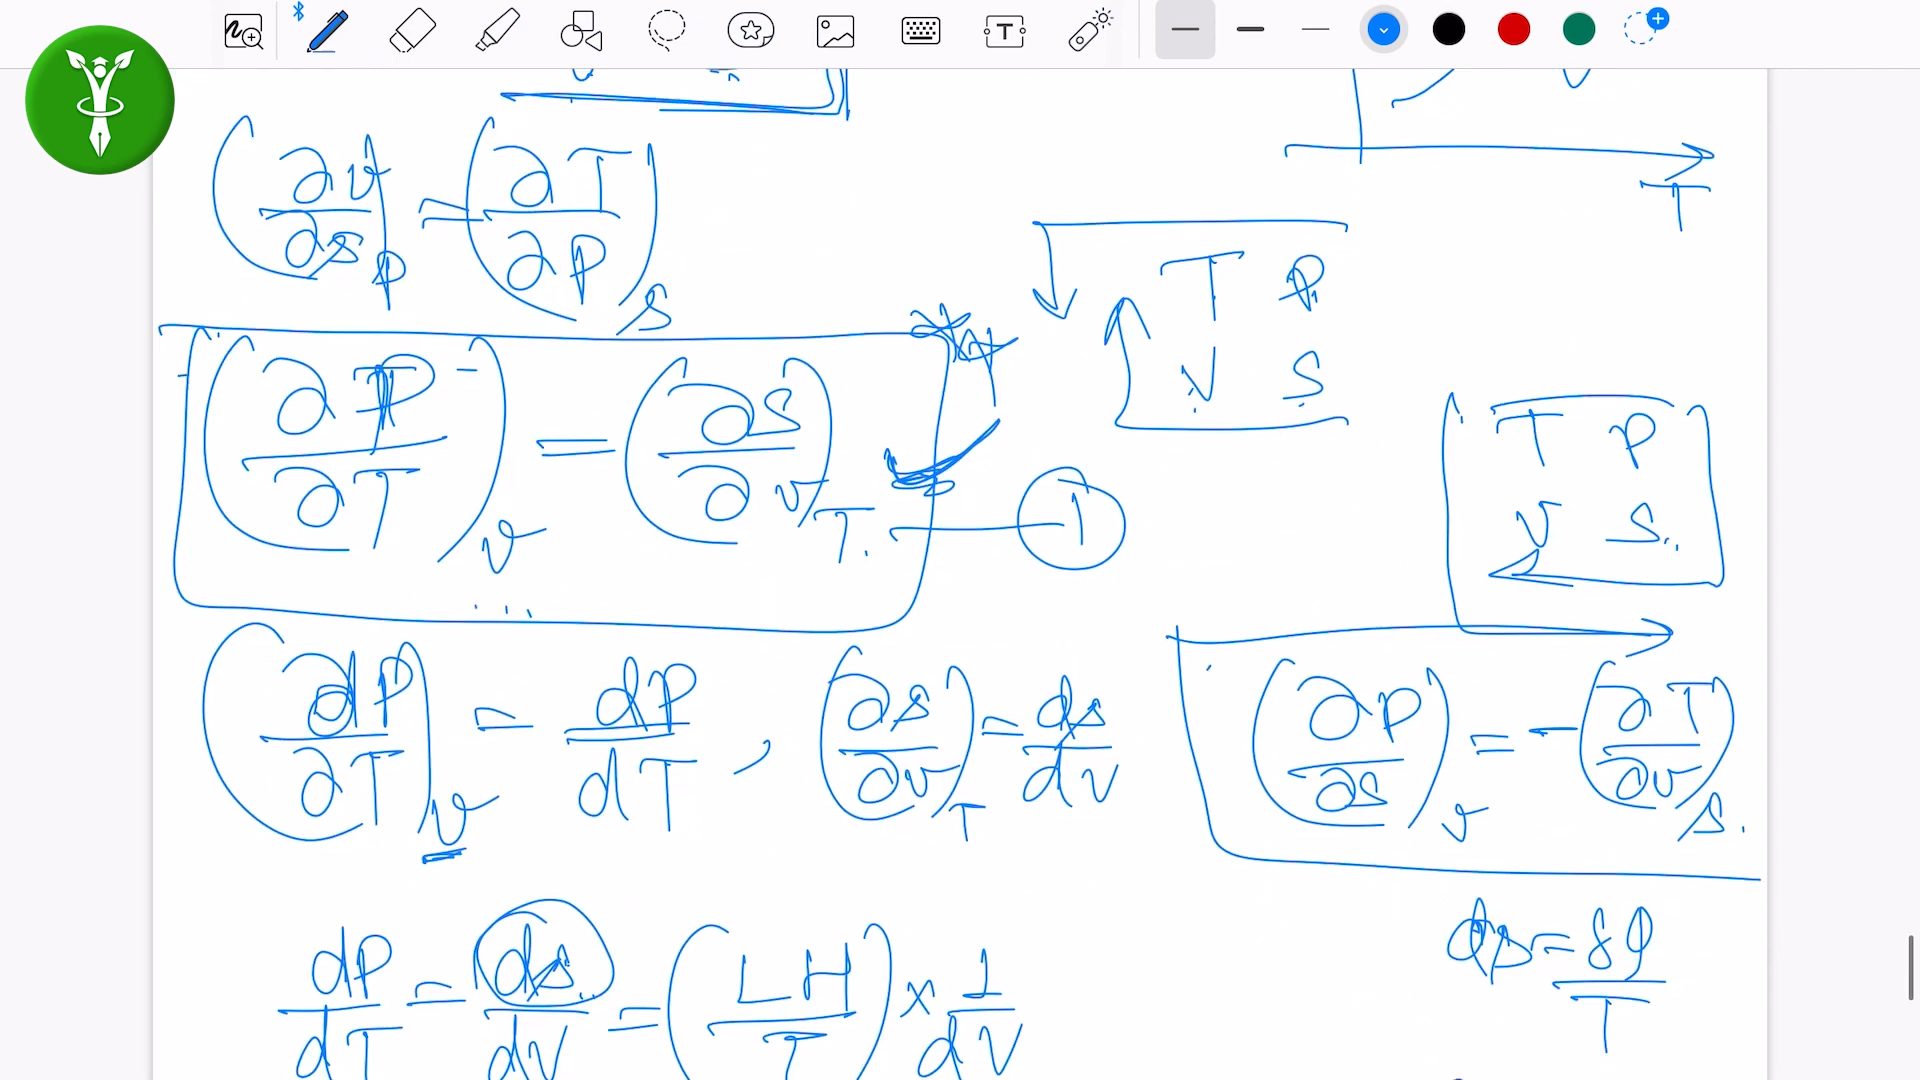 (∂v/∂s)_P = (∂T/∂P)_s
T
T P
V S
(∂P/∂T)_v = (∂s/∂v)_T. — 1
T P
V S
(∂P/∂T)_v = dP/dT , (∂s/∂v)_T = ds/dv
(∂P/∂s)_v = - (∂T/∂v)_s.
dP/dT = ds/dV = (LH/T) × 1/dV
ds = δQ/T